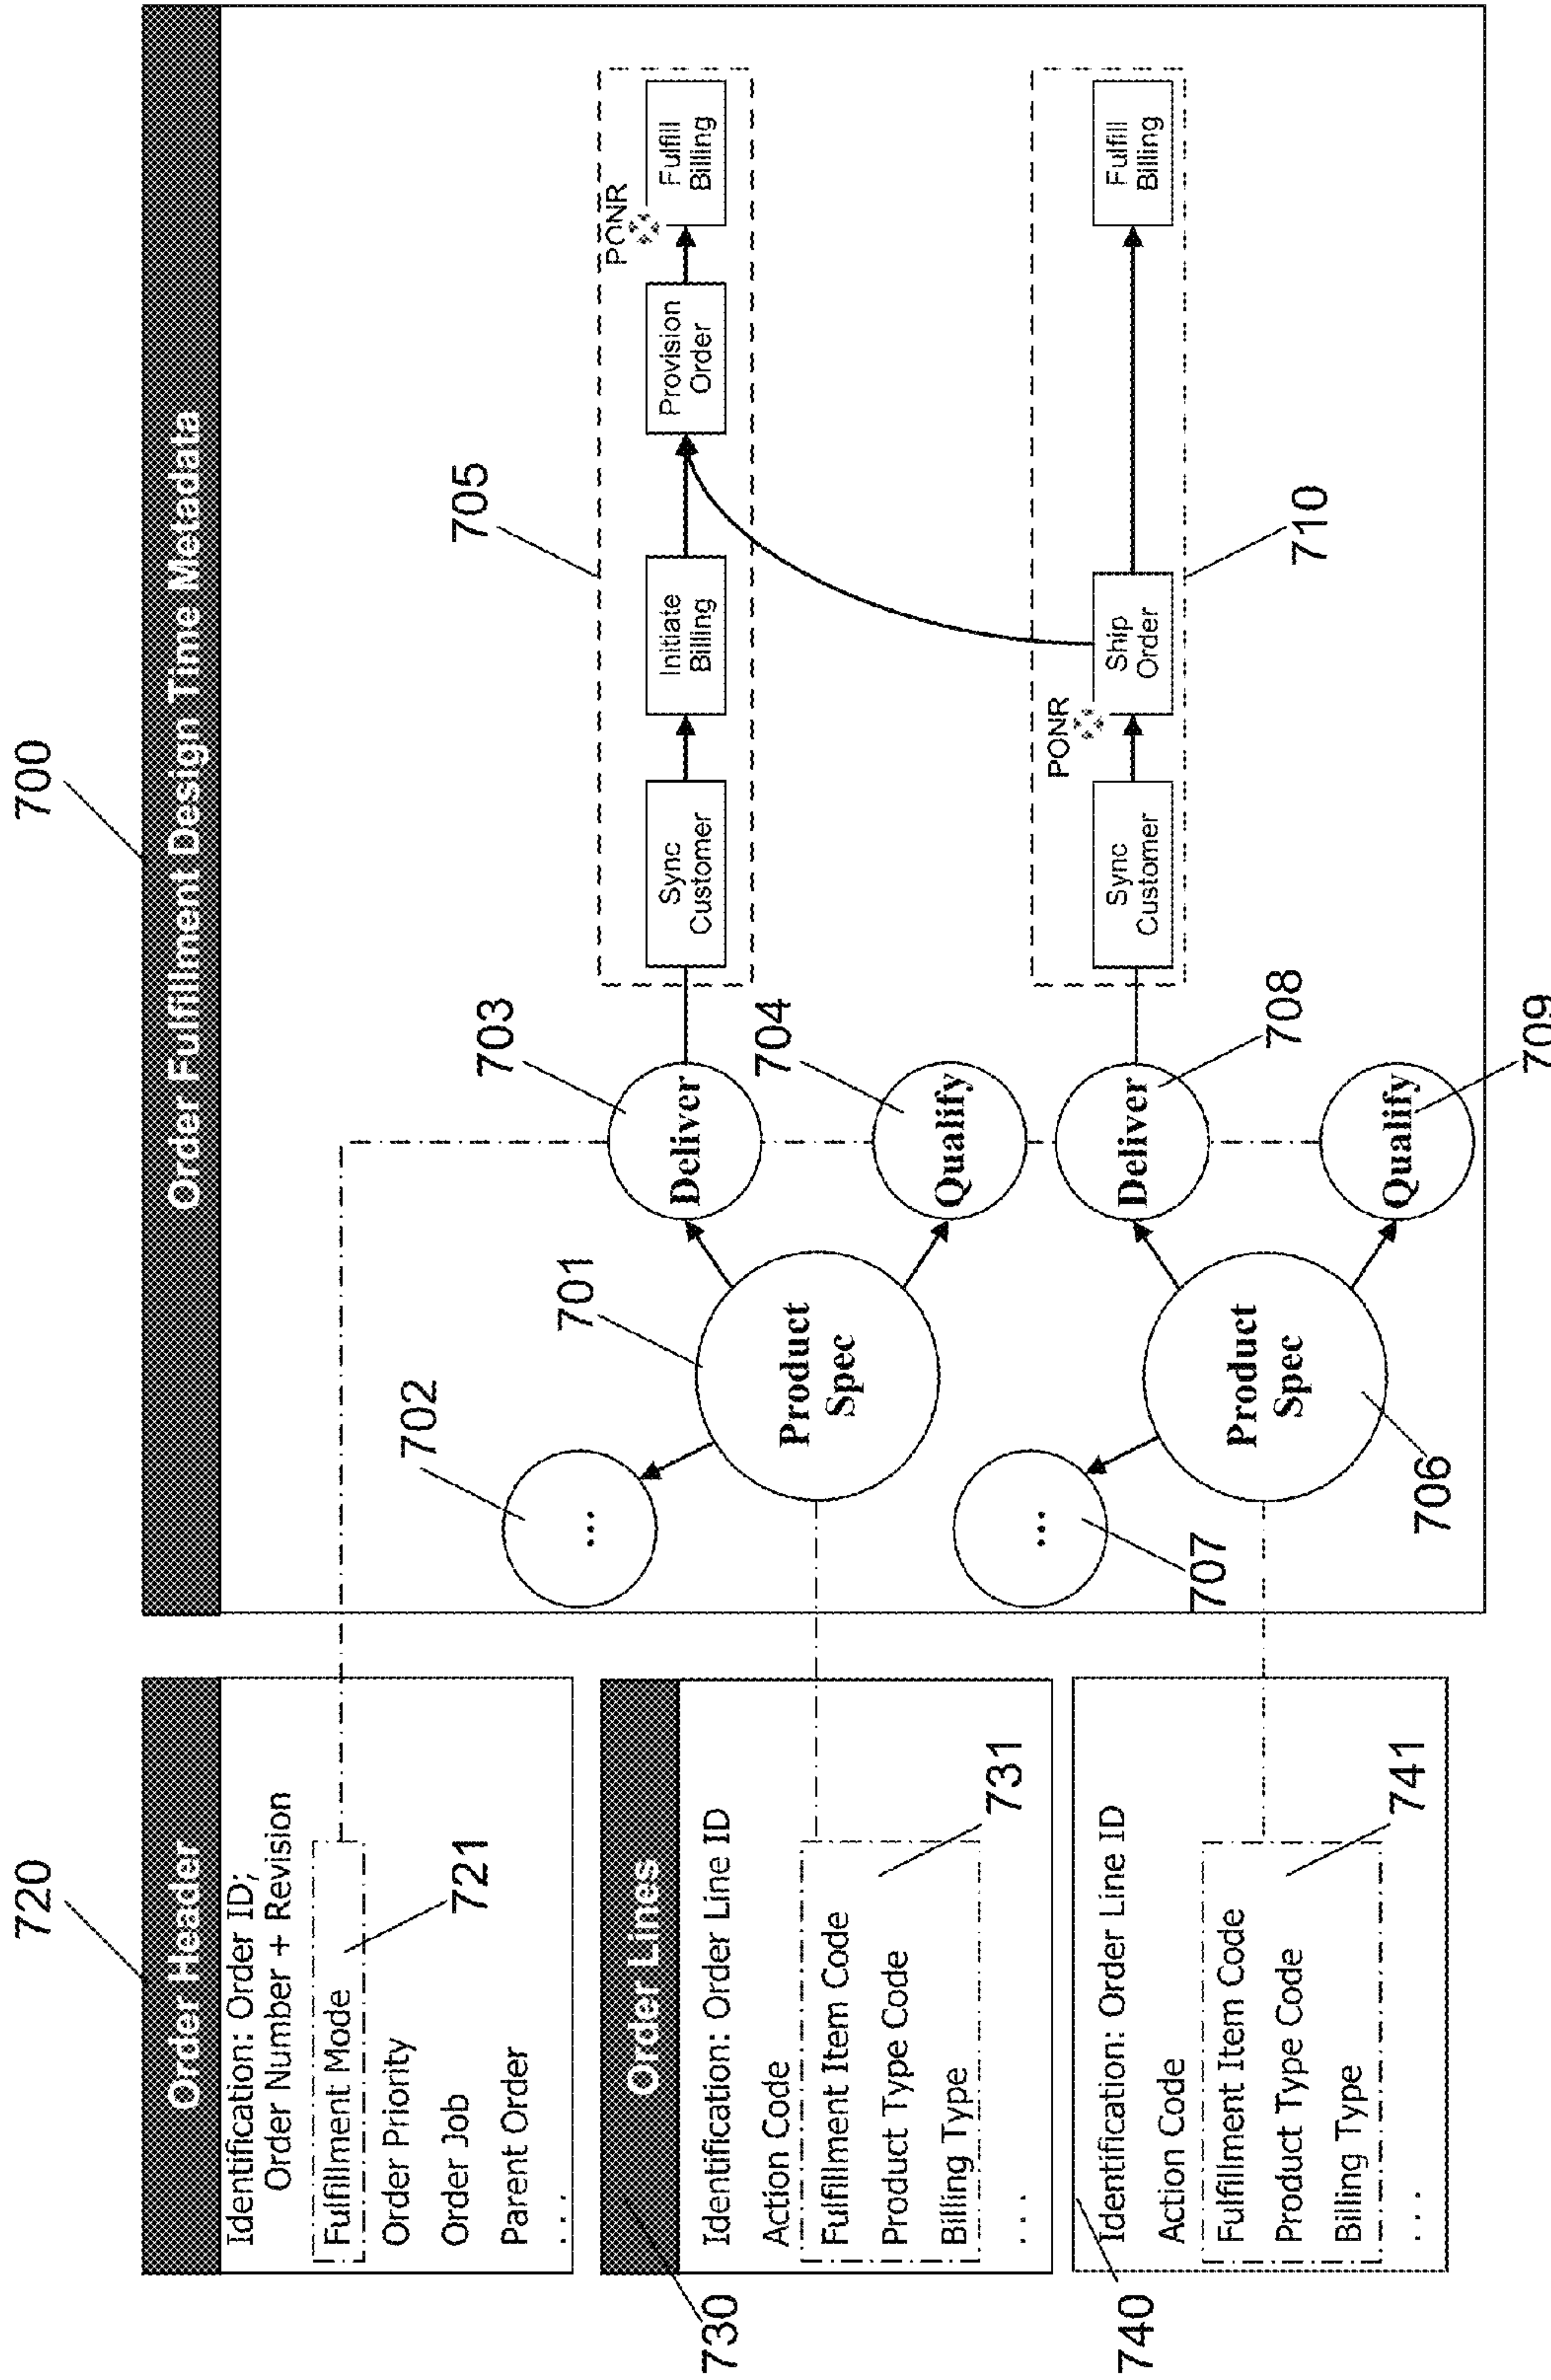 720
Order Header
Identification: Order ID;
Order Number + Revision
Fulfillment Mode
721
Order Priority
Order Job
Parent Order
...
730
Order Lines
Identification: Order Line ID
Action Code
Fulfillment Item Code
Product Type Code
Billing Type
731
...
740
Identification: Order Line ID
Action Code
Fulfillment Item Code
Product Type Code
Billing Type
741
...
700
Order Fulfillment Design Time Metadata
702
...
701
Product
Spec
703
Deliver
704
Qualify
705
Sync
Customer
Initiate
Billing
Provision
Order
PONR
Fulfill
Billing
707
...
706
Product
Spec
708
Deliver
709
Qualify
710
Sync
Customer
PONR
Ship
Order
Fulfill
Billing